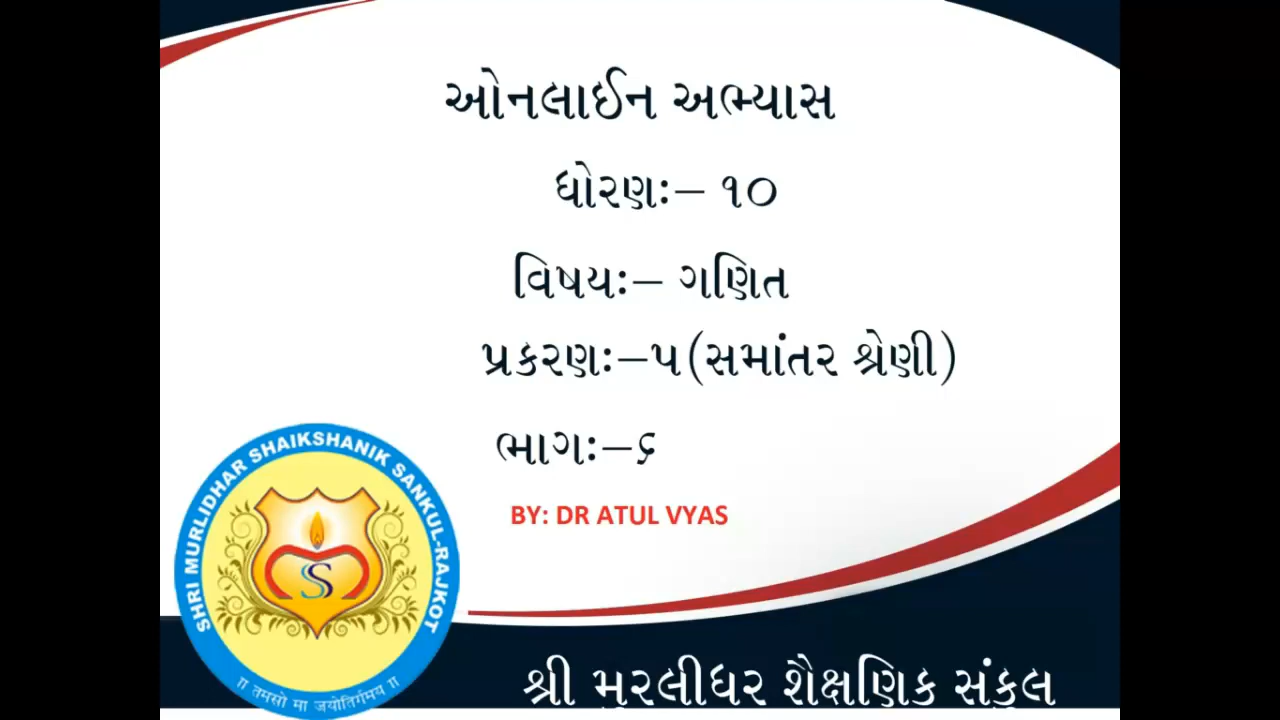 ઓનલાઈન અભ્યાસ
ધોરણઃ– ૧૦
વિષયઃ– ગણિત
પ્રકરણઃ–૫(સમાંતર શ્રેણી)
ભાગઃ–૬
BY: DR ATUL VYAS
SHRI MURLIDHAR SHAIKSHANIK SANKUL-RAJKOT
॥ तमसो मा जयोतिर्गमय ॥
શ્રી મુરલીધર શૈક્ષણિક સંકુલ